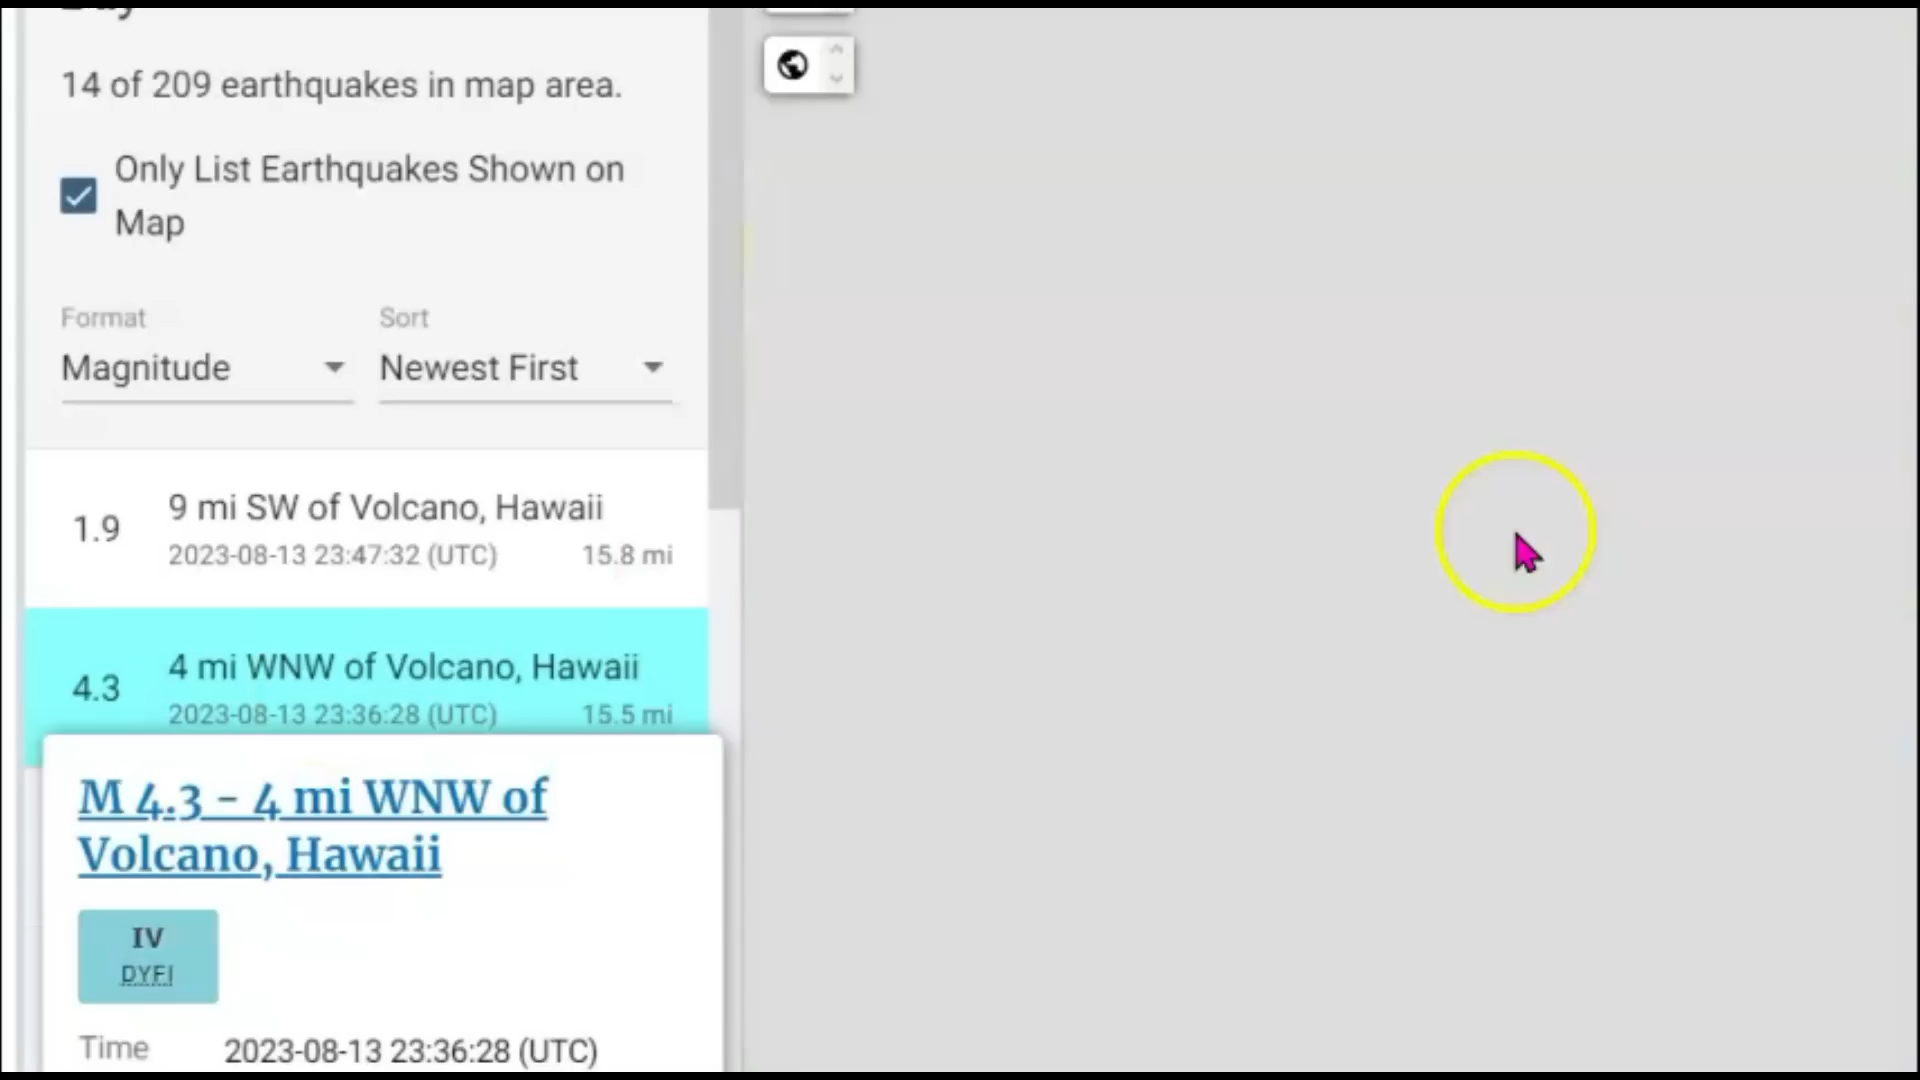 14 of 209 earthquakes in map area.
Only List Earthquakes Shown on
Map
Format Sort
Magnitude Newest First
1.9 9 mi SW of Volcano, Hawaii
2023-08-13 23:47:32 (UTC) 15.8 mi
4.3 4 mi WNW of Volcano, Hawaii
2023-08-13 23:36:28 (UTC) 15.5 mi
M 4.3 - 4 mi WNW of
Volcano, Hawaii
IV
DYFI
Time 2023-08-13 23:36:28 (UTC)